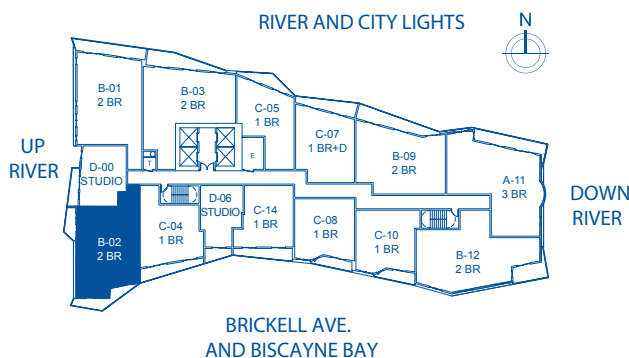 RIVER AND CITY LIGHTS
N
B-01
2 BR
B-03
2 BR
C-05
1 BR
C-07
1 BR+D
B-09
2 BR
A-11
3 BR
UP
RIVER
DOWN
RIVER
T
E
D-00
STUDIO
D-06
STUDIO
B-02
2 BR
C-04
1 BR
C-14
1 BR
C-08
1 BR
C-10
1 BR
B-12
2 BR
BRICKELL AVE.
AND BISCAYNE BAY